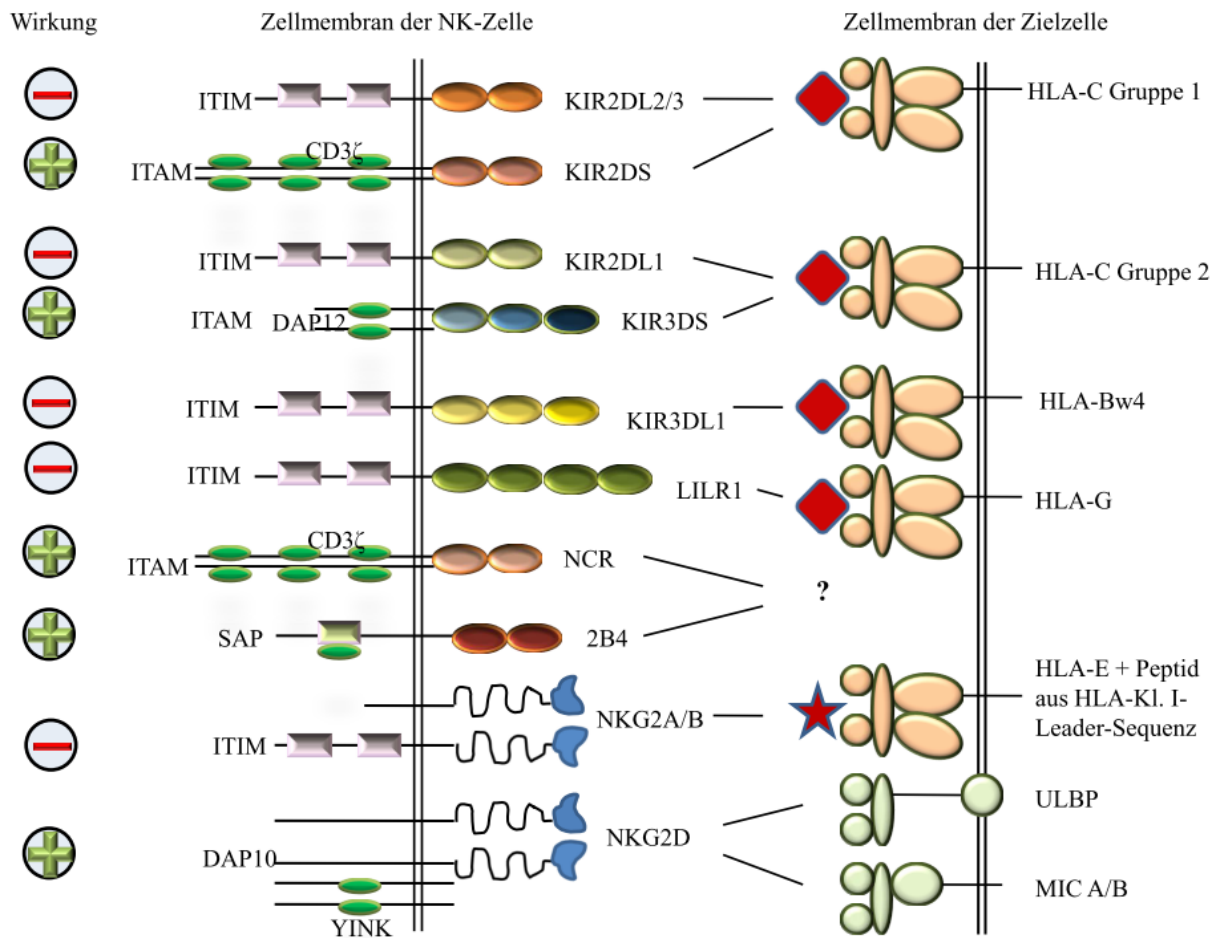 Wirkung Zellmembran der NK-Zelle Zellmembran der Zielzelle
ITIM KIR2DL2/3 HLA-C Gruppe 1
CD3ζ
ITAM KIR2DS
ITIM KIR2DL1 HLA-C Gruppe 2
ITAM DAP12 KIR3DS
ITIM KIR3DL1 HLA-Bw4
ITIM LILR1 HLA-G
CD3ζ
ITAM NCR
?
SAP 2B4
HLA-E + Peptid
aus HLA-Kl. I-
Leader-Sequenz
NKG2A/B
ITIM
ULBP
NKG2D
DAP10
MIC A/B
YINK